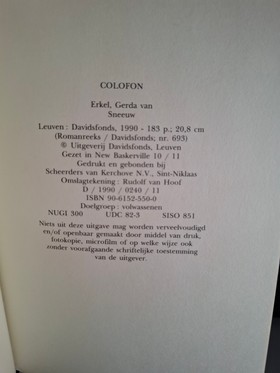 COLOFON
Erkel, Gerda van
Sneeuw
Leuven : Davidsfonds, 1990 - 183 p.; 20,8 cm
(Romanreeks / Davidsfonds; nr. 693)
© Uitgeverij Davidsfonds, Leuven
Gezet in New Baskerville 10 / 11
Gedrukt en gebonden bij
Scheerders van Kerchove N.V., Sint-Niklaas
Omslagtekening : Rudolf van Hoof
D / 1990 / 0240 / 11
ISBN 90-6152-550-0
Doelgroep : volwassenen
NUGI 300 UDC 82-3 SISO 851
Niets uit deze uitgave mag worden verveelvoudigd
en/of openbaar gemaakt door middel van druk,
fotokopie, microfilm of op welke wijze ook
zonder voorafgaande schriftelijke toestemming
van de uitgever.